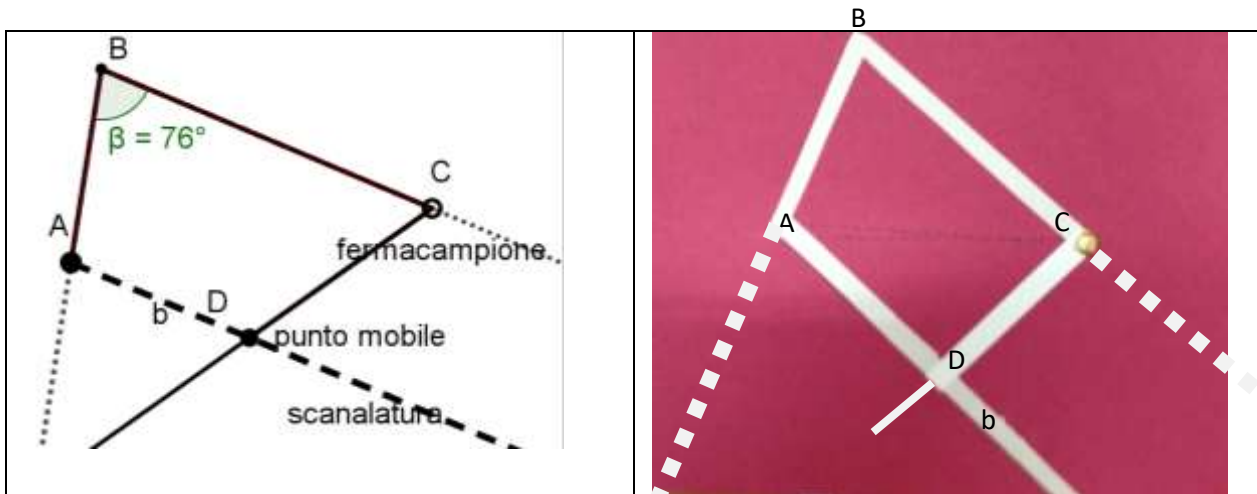 B
β = 76°
C
A
fermacampione
b
D
punto mobile
scanalatura
B
A
C
D
b